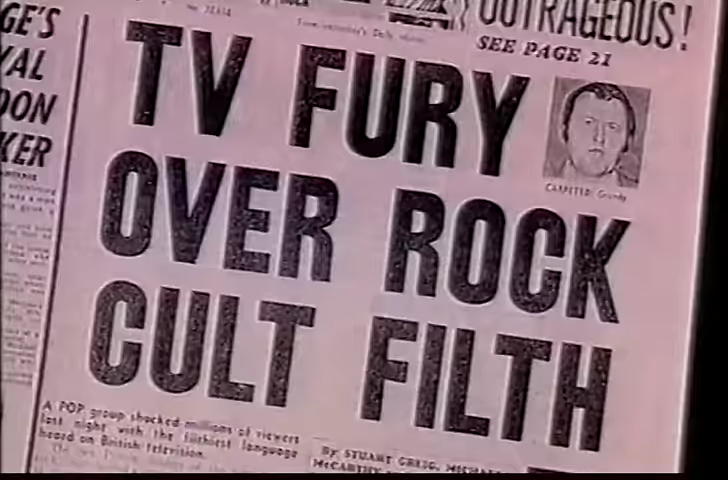 OUTRAGEOUS!
SEE PAGE 21
GE'S
YAL
DON
KER
TV FURY
OVER ROCK
CULT FILTH
CARPETED: Grundy
A POP group shocked millions of viewers
last night with the filthiest language
heard on British television.
By STUART GREIG, MICHAEL
McCARTHY